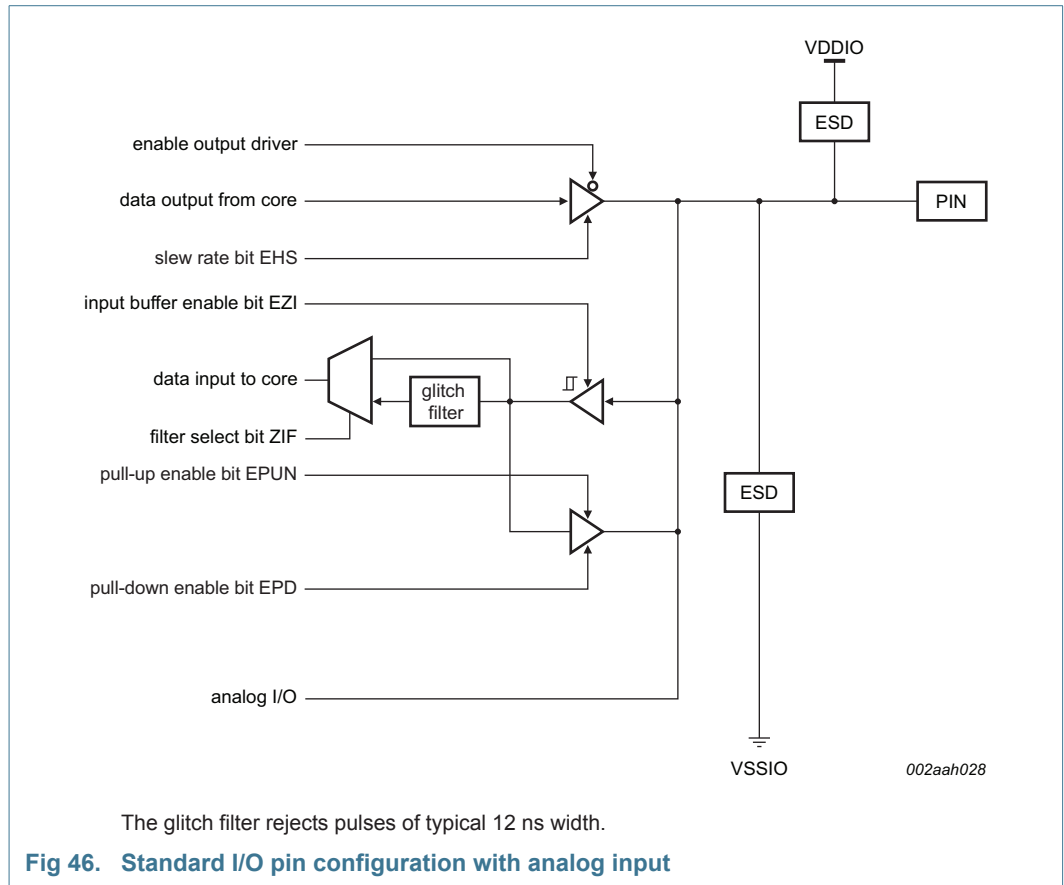 VDDIO
ESD
enable output driver
data output from core
PIN
slew rate bit EHS
input buffer enable bit EZI
data input to core
glitch
filter
filter select bit ZIF
pull-up enable bit EPUN
ESD
pull-down enable bit EPD
analog I/O
VSSIO
002aah028
The glitch filter rejects pulses of typical 12 ns width.
Fig 46. Standard I/O pin configuration with analog input